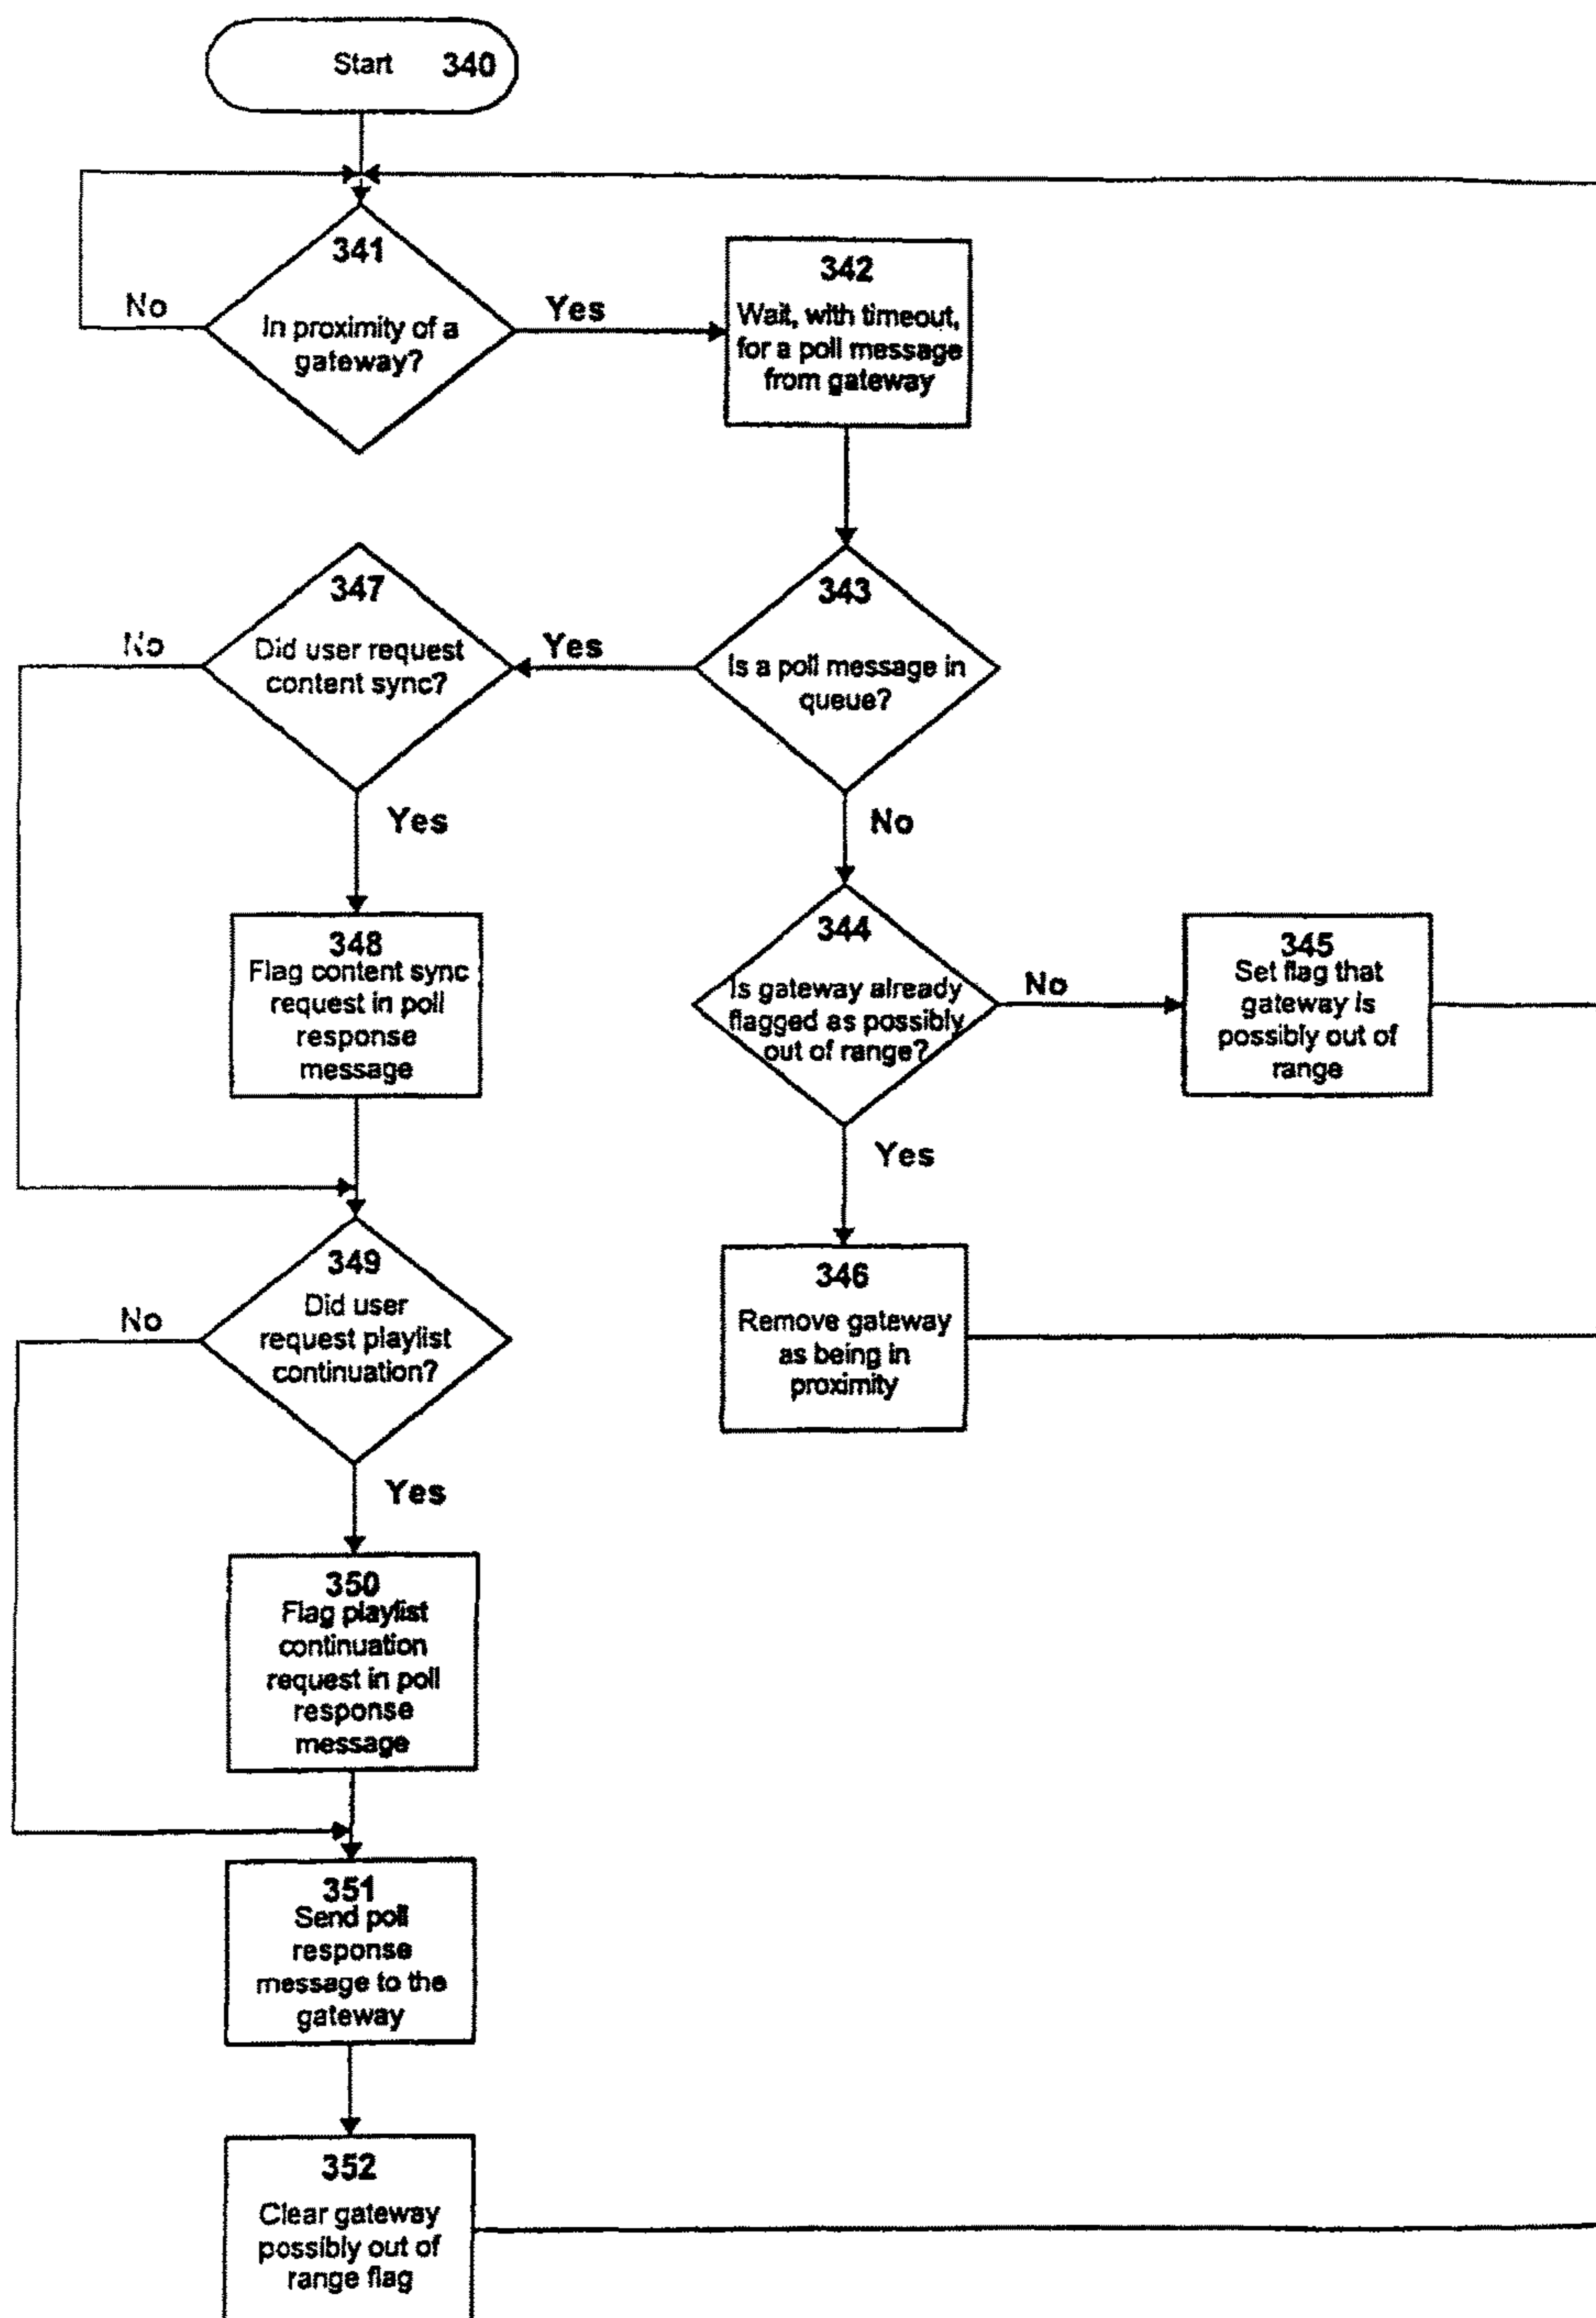 Start 340
341
In proximity of a
gateway?
No
Yes
342
Wait, with timeout,
for a poll message
from gateway
343
Is a poll message in
queue?
Yes
No
347
Did user request
content sync?
No
Yes
348
Flag content sync
request in poll
response
message
344
Is gateway already
flagged as possibly
out of range?
No
Yes
345
Set flag that
gateway is
possibly out of
range
346
Remove gateway
as being in
proximity
349
Did user
request playlist
continuation?
No
Yes
350
Flag playlist
continuation
request in poll
response
message
351
Send poll
response
message to the
gateway
352
Clear gateway
possibly out of
range flag